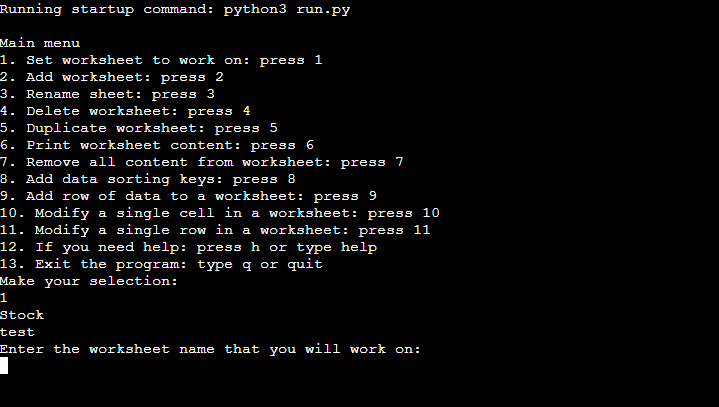 Running startup command: python3 run.py
Main menu
1. Set worksheet to work on: press 1
2. Add worksheet: press 2
3. Rename sheet: press 3
4. Delete worksheet: press 4
5. Duplicate worksheet: press 5
6. Print worksheet content: press 6
7. Remove all content from worksheet: press 7
8. Add data sorting keys: press 8
9. Add row of data to a worksheet: press 9
10. Modify a single cell in a worksheet: press 10
11. Modify a single row in a worksheet: press 11
12. If you need help: press h or type help
13. Exit the program: type q or quit
Make your selection:
1
Stock
test
Enter the worksheet name that you will work on: